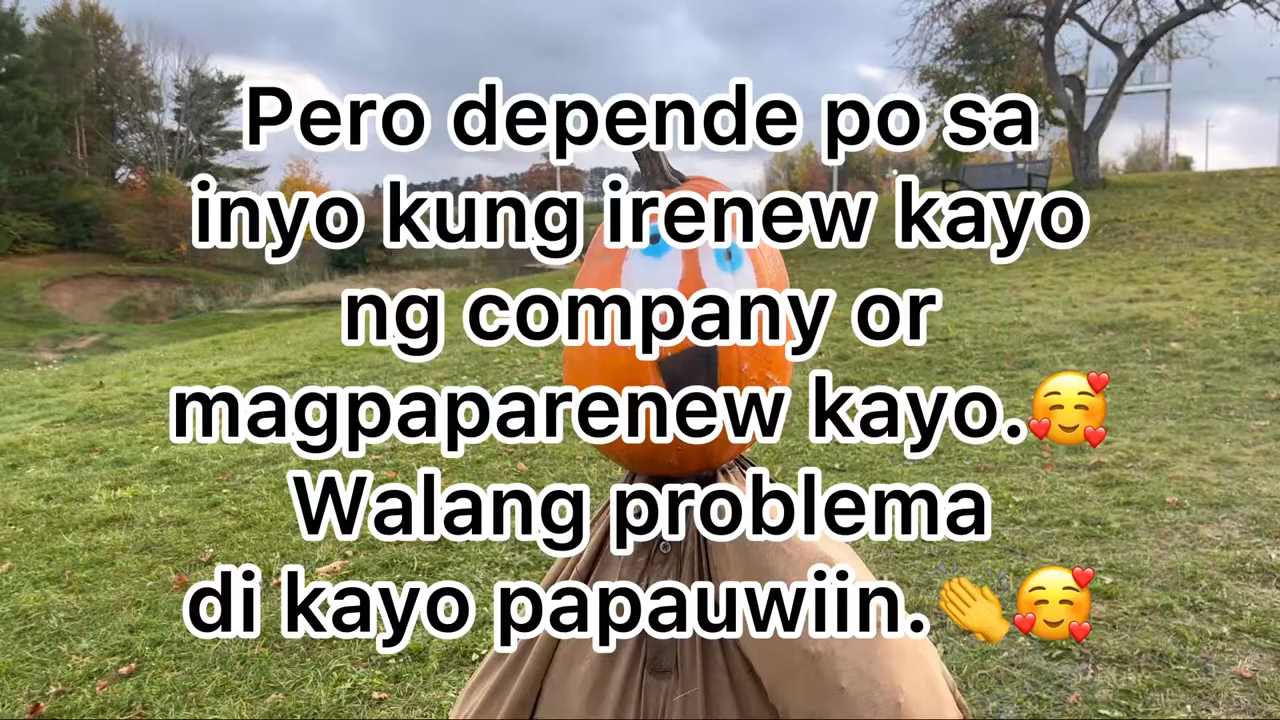 Pero depende po sa
inyo kung irenew kayo
ng company or
magpaparenew kayo.🥰
Walang problema
di kayo papauwiin.👏🥰